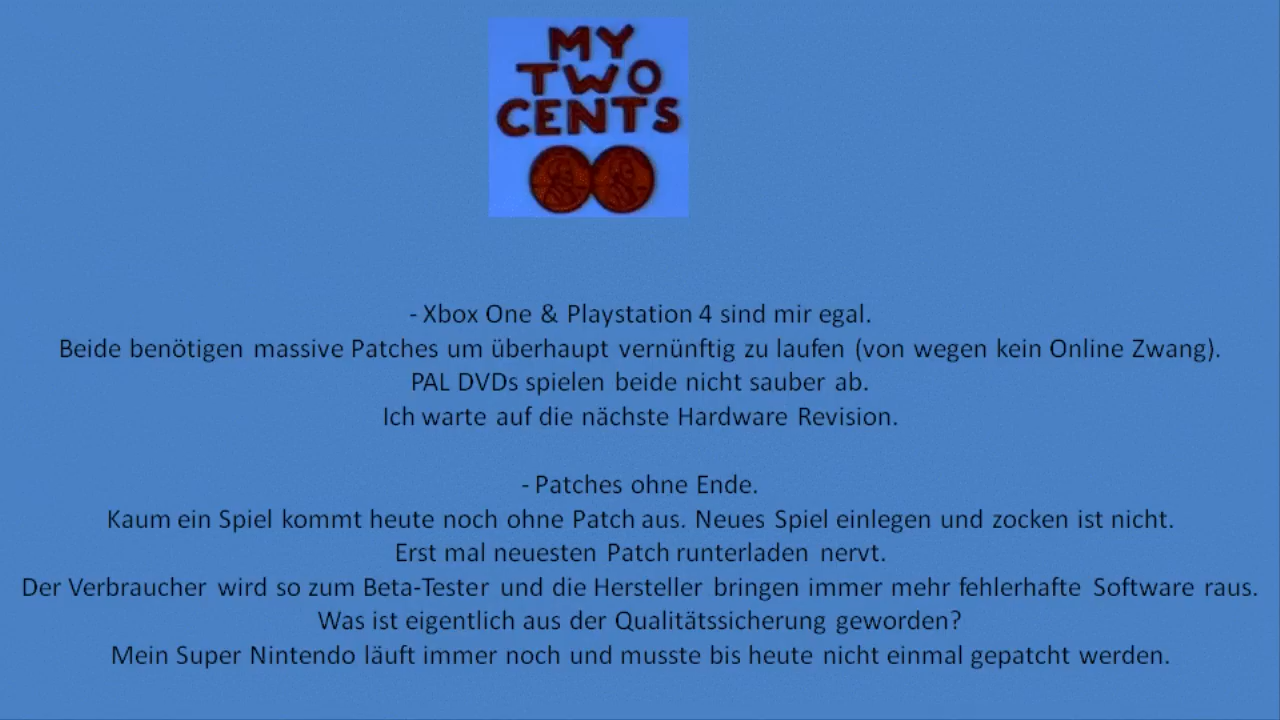 MY
TWO
CENTS
- Xbox One & Playstation 4 sind mir egal.
Beide benötigen massive Patches um überhaupt vernünftig zu laufen (von wegen kein Online Zwang).
PAL DVDs spielen beide nicht sauber ab.
Ich warte auf die nächste Hardware Revision.
- Patches ohne Ende.
Kaum ein Spiel kommt heute noch ohne Patch aus. Neues Spiel einlegen und zocken ist nicht.
Erst mal neuesten Patch runterladen nervt.
Der Verbraucher wird so zum Beta-Tester und die Hersteller bringen immer mehr fehlerhafte Software raus.
Was ist eigentlich aus der Qualitätssicherung geworden?
Mein Super Nintendo läuft immer noch und musste bis heute nicht einmal gepatcht werden.